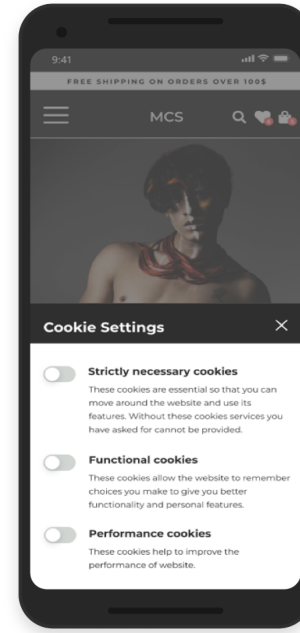 9:41
FREE SHIPPING ON ORDERS OVER 100$
MCS
Cookie Settings
Strictly necessary cookies
These cookies are essential so that you can
move around the website and use its
features. Without these cookies services you
have asked for cannot be provided.
Functional cookies
These cookies allow the website to remember
choices you make to give you better
functionality and personal features.
Performance cookies
These cookies help to improve the
performance of website.